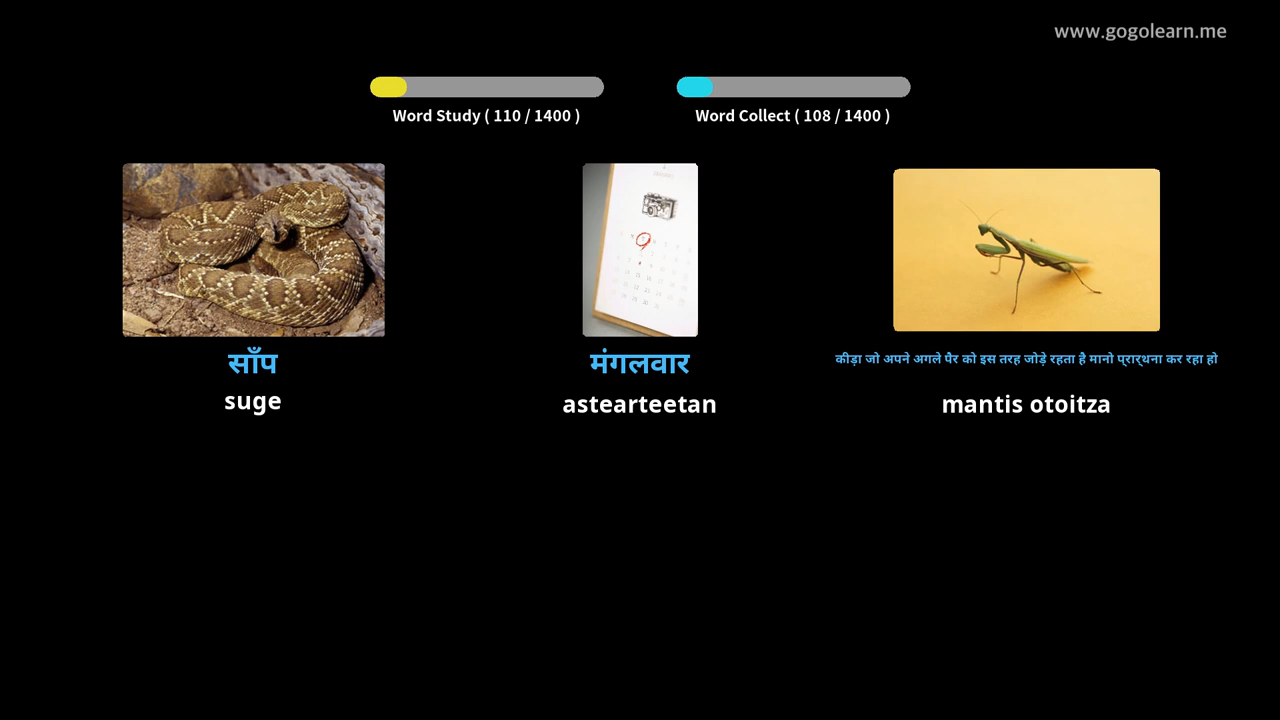 www.gogolearn.me
Word Study ( 110 / 1400 )
Word Collect ( 108 / 1400 )
साँप
मंगलवार
कीड़ा जो अपने अगले पैर को इस तरह जोड़े रहता है मानो प्रार्थना कर रहा हो
suge
astearteetan
mantis otoitza